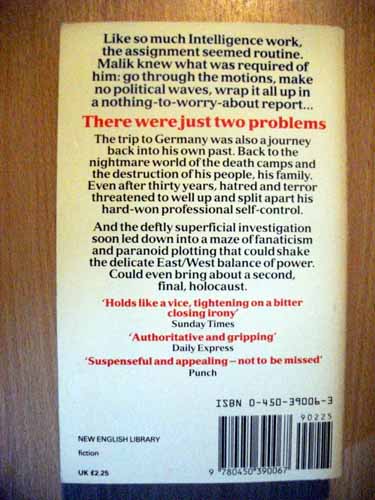 Like so much Intelligence work,
the assignment seemed routine.
Malik knew what was required of
him: go through the motions, make
no political waves, wrap it all up in
a nothing-to-worry-about report...
There were just two problems
The trip to Germany was also a journey
back into his own past. Back to the
nightmare world of the death camps and
the destruction of his people, his family.
Even after thirty years, hatred and terror
threatened to well up and split apart his
hard-won professional self-control.
And the deftly superficial investigation
soon led down into a maze of fanaticism
and paranoid plotting that could shake
the delicate East/West balance of power.
Could even bring about a second,
final, holocaust.
'Holds like a vice, tightening on a bitter
closing irony'
Sunday Times
'Authoritative and gripping'
Daily Express
'Suspenseful and appealing – not to be missed'
Punch
ISBN 0-450-39006-3
90225
NEW ENGLISH LIBRARY
fiction
UK £2.25
9 780450 390067